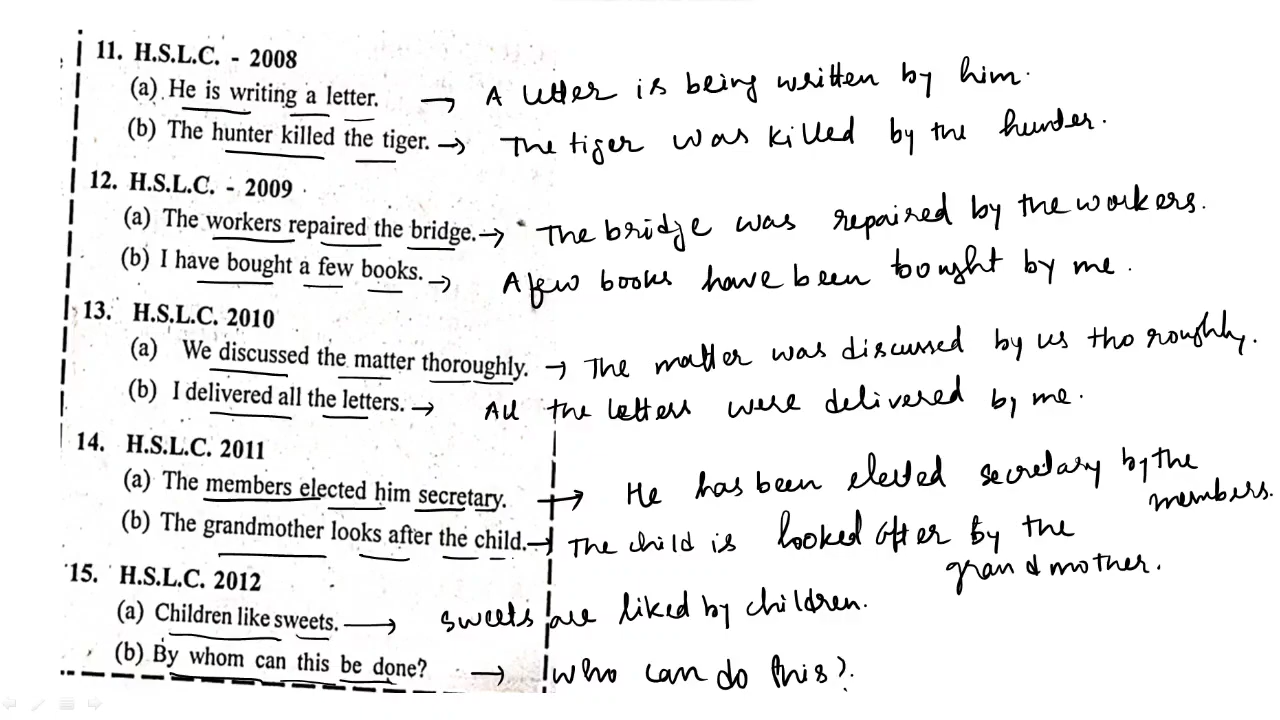 11. H.S.L.C. - 2008
(a) He is writing a letter. → A letter is being written by him.
(b) The hunter killed the tiger. → The tiger was killed by the hunter.
12. H.S.L.C. - 2009
(a) The workers repaired the bridge. → The bridge was repaired by the workers.
(b) I have bought a few books. → A few books have been bought by me.
13. H.S.L.C. 2010
(a) We discussed the matter thoroughly. → The matter was discussed by us thoroughly.
(b) I delivered all the letters. → All the letters were delivered by me.
14. H.S.L.C. 2011
(a) The members elected him secretary. → He has been elected secretary by the
members.
(b) The grandmother looks after the child. → The child is looked after by the
grandmother.
15. H.S.L.C. 2012
(a) Children like sweets. → Sweets are liked by children.
(b) By whom can this be done? → Who can do this?